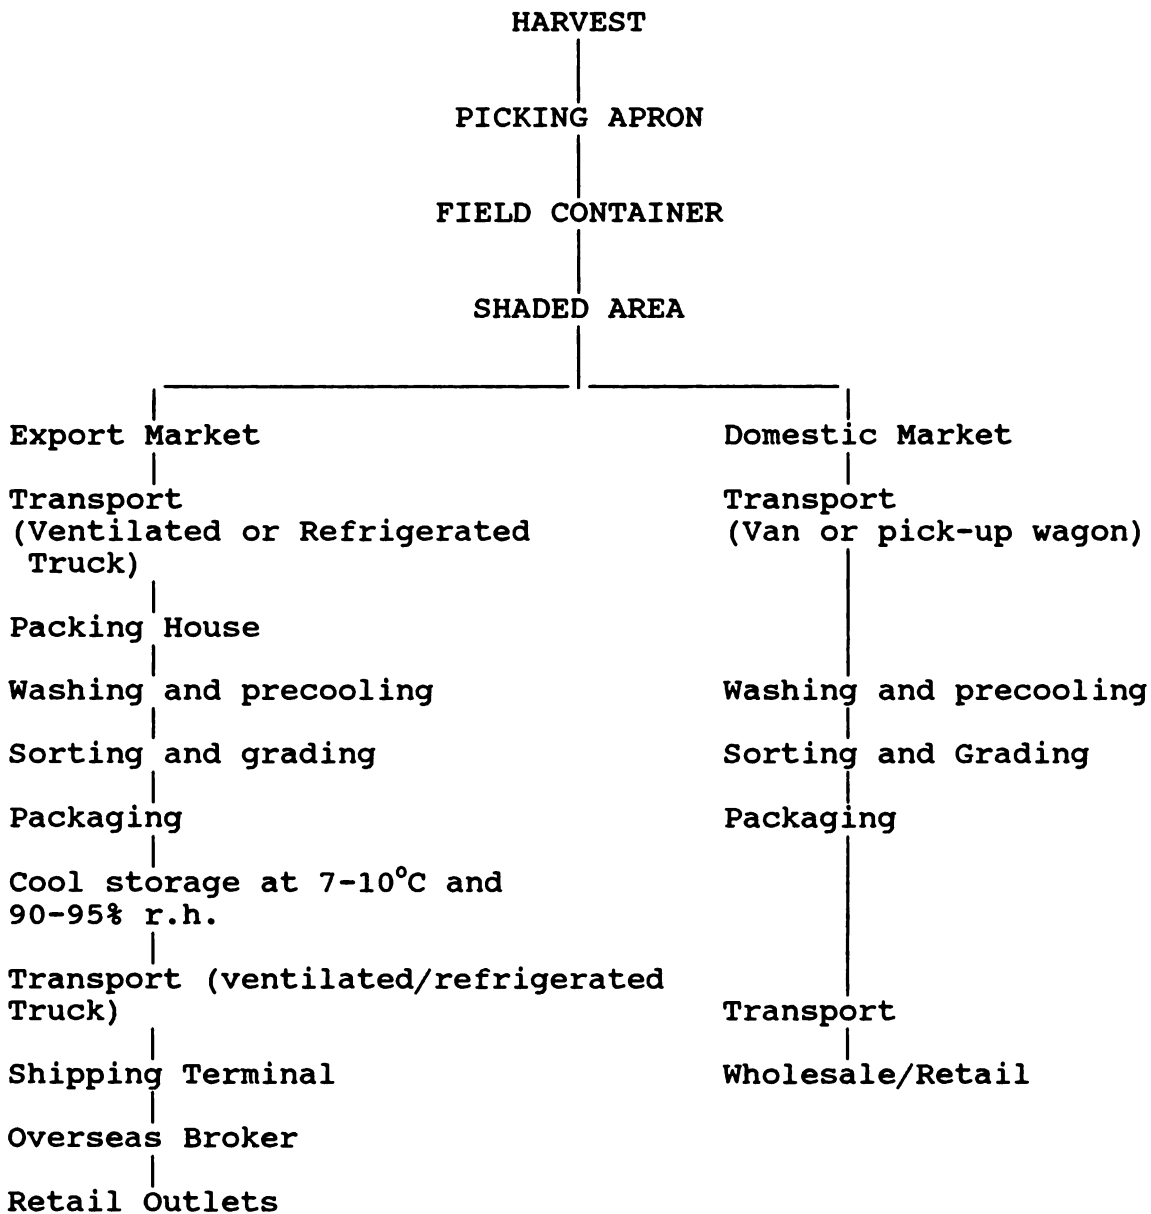 HARVEST
PICKING APRON
FIELD CONTAINER
SHADED AREA
Export Market
Transport
(Ventilated or Refrigerated
Truck)
Packing House
Washing and precooling
Sorting and grading
Packaging
Cool storage at 7-10°C and
90-95% r.h.
Transport (ventilated/refrigerated
Truck)
Shipping Terminal
Overseas Broker
Retail Outlets
Domestic Market
Transport
(Van or pick-up wagon)
Washing and precooling
Sorting and Grading
Packaging
Transport
Wholesale/Retail